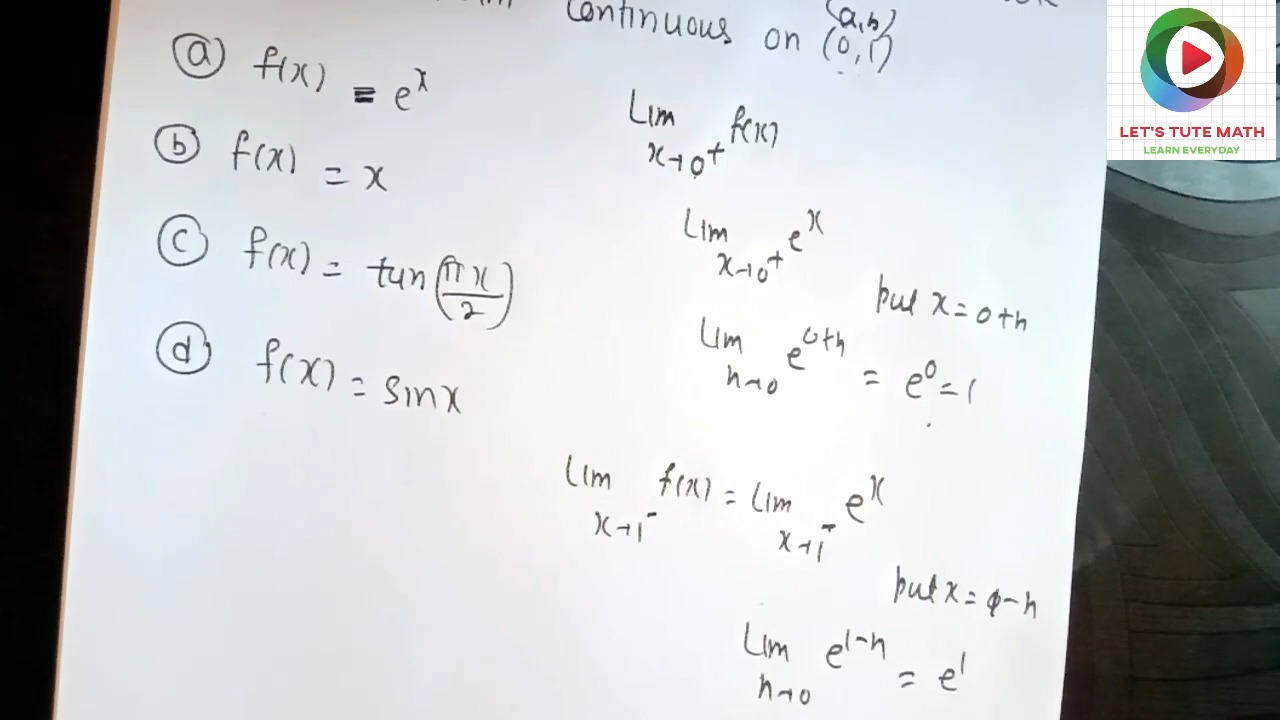 continuous on (a,b)
(0,1)
(a) f(x) = e^x
(b) f(x) = x
(c) f(x) = tan(πx/2)
(d) f(x) = sinx
Lim x→0⁺ f(x)
Lim x→0⁺ e^x
put x = 0+h
Lim h→0 e^(0+h) = e^0 = 1
Lim x→1⁻ f(x) = Lim x→1⁻ e^x
put x = 1-h
Lim h→0 e^(1-h) = e^1
LET'S TUTE MATH
LEARN EVERYDAY